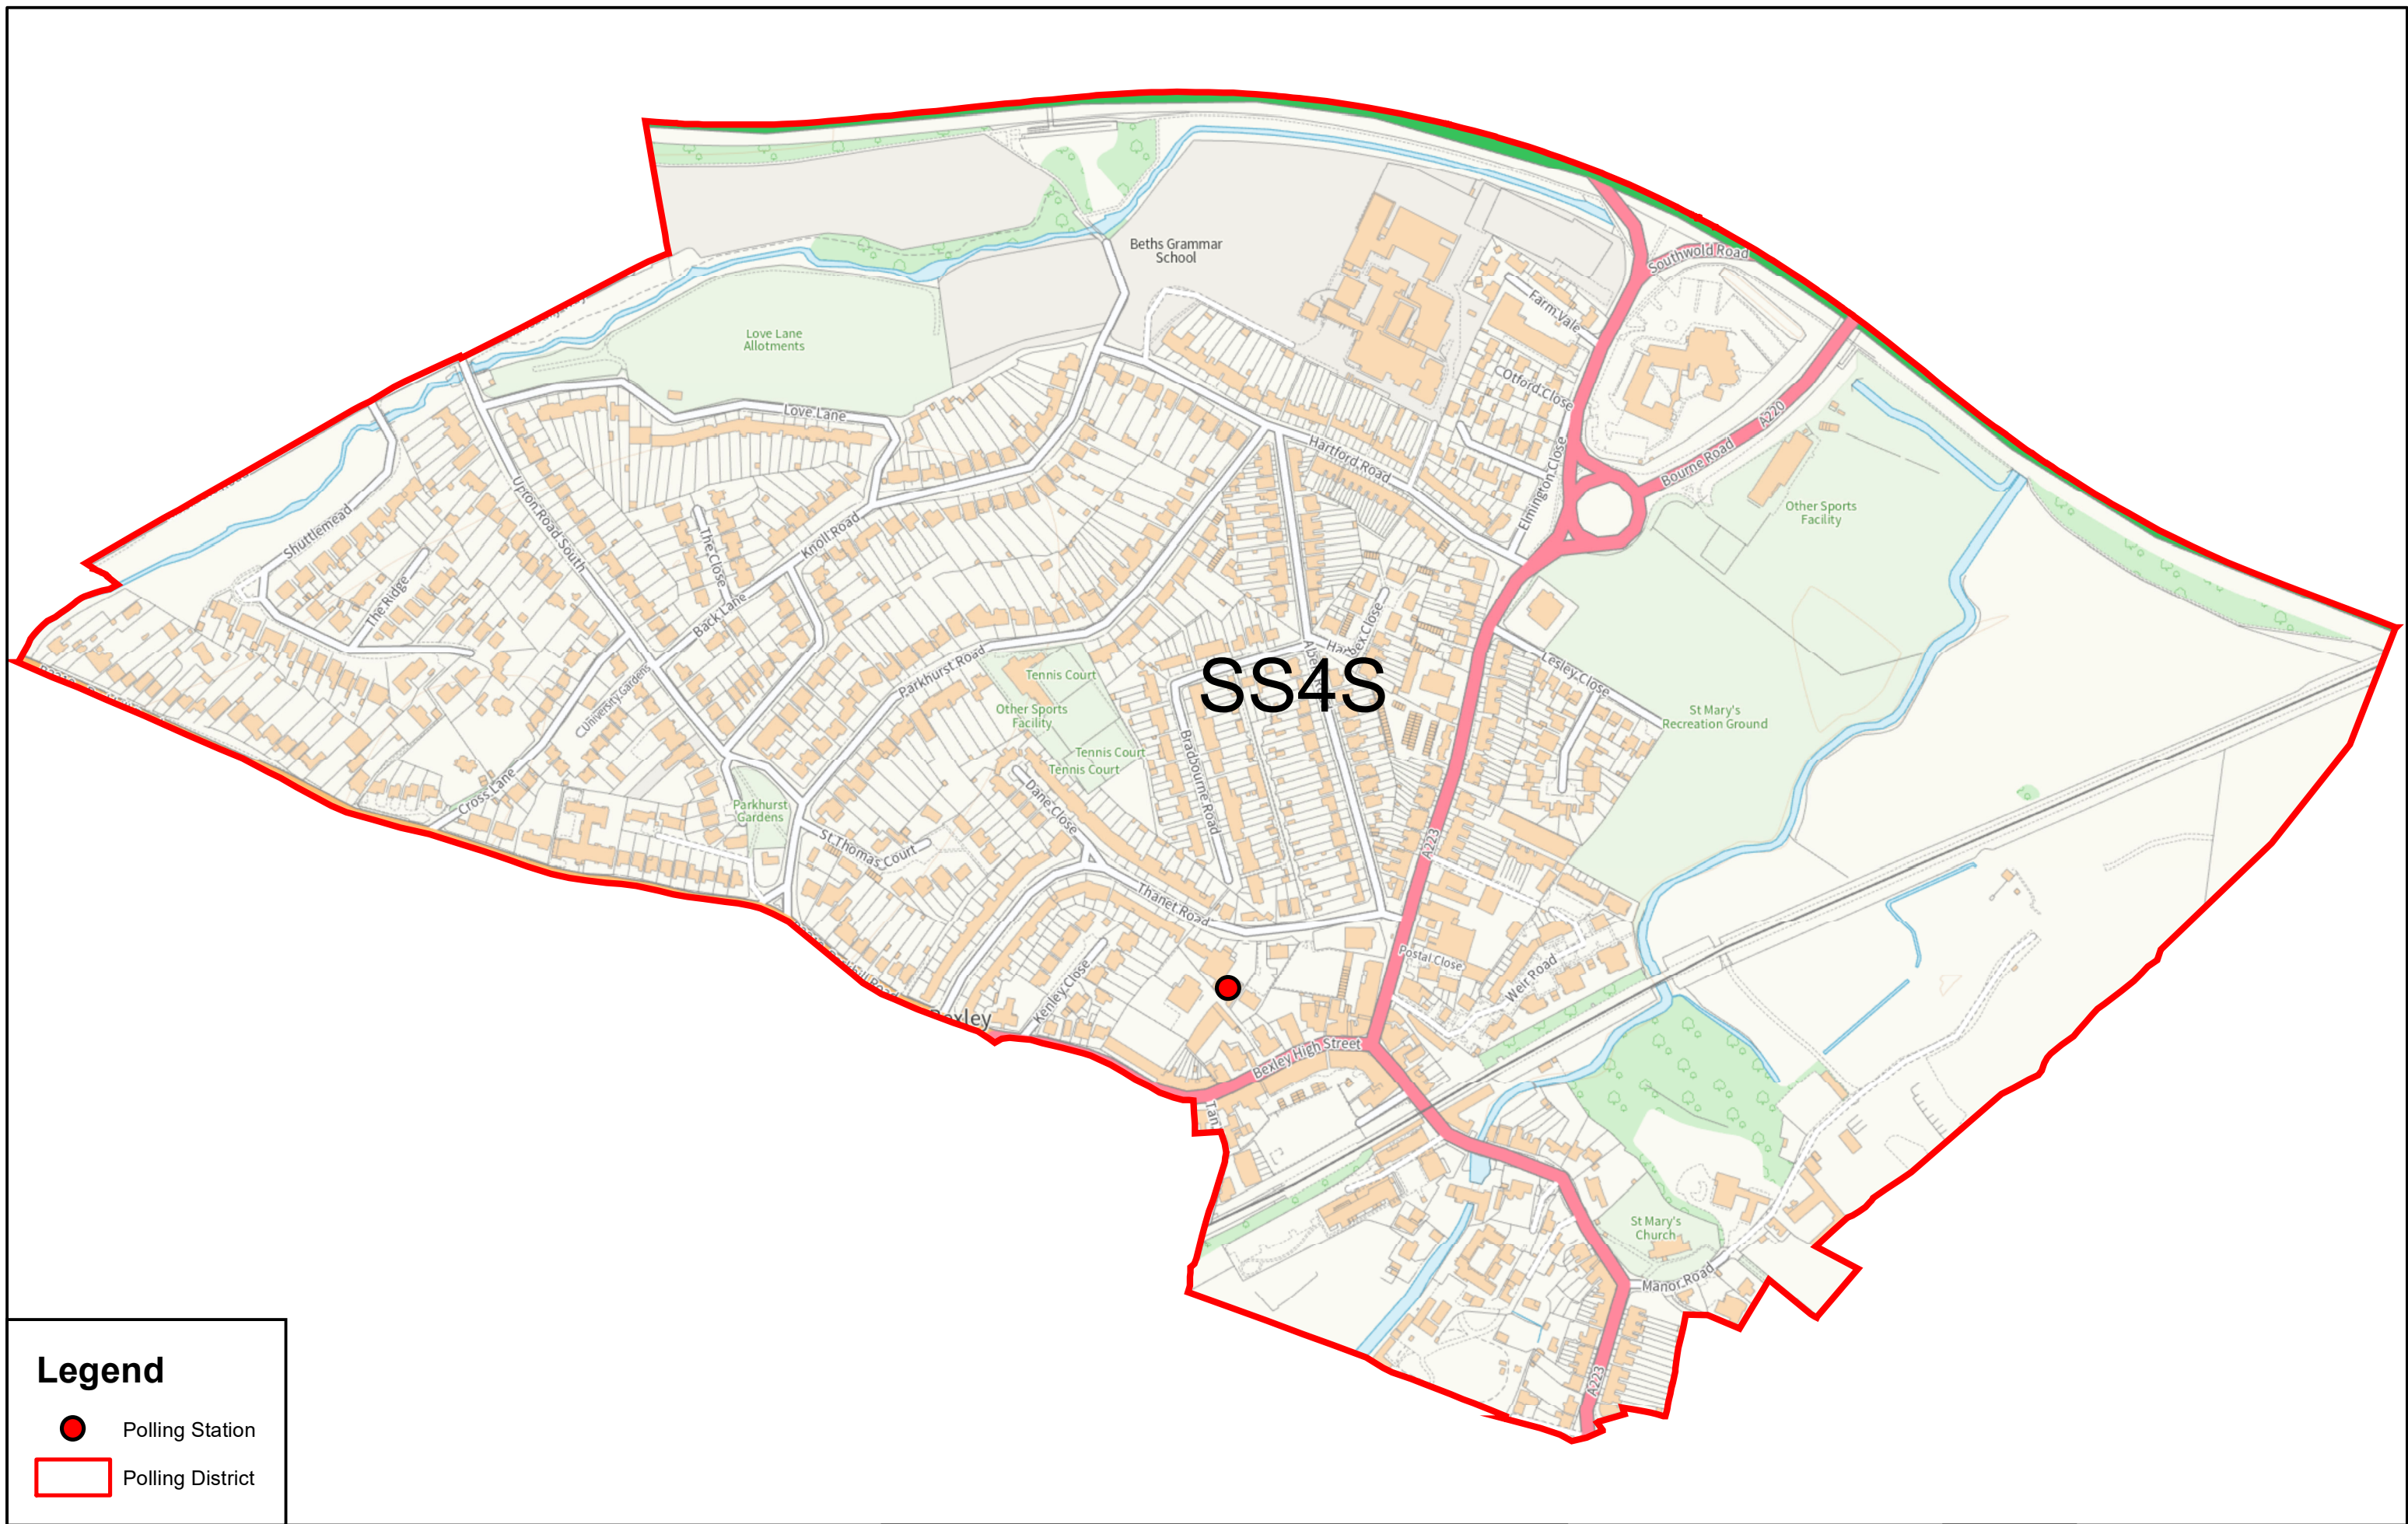 Beths Grammar
School
Southwold Road
Farm Vale
Love Lane
Allotments
Otford Close
Love Lane
A220
Hartford Road
Bourne Road
Elmington Close
Other Sports
Facility
Upton Road South
Shuttlemead
The Close
Knoll Road
The Ridge
Back Lane
Parkhurst Road
Tennis Court
Lesley Close
SS4S
University Gardens
Other Sports
Facility
St Mary's
Recreation Ground
Tennis Court
Tennis Court
Bradbourne Road
Cross Lane
Parkhurst
Gardens
Dane Close
St Thomas Court
A223
Thanet Road
Postal Close
Weir Road
Kenley Close
Bexley
Bexley High Street
St Mary's
Church
Manor Road
A223
Legend
Polling Station
Polling District